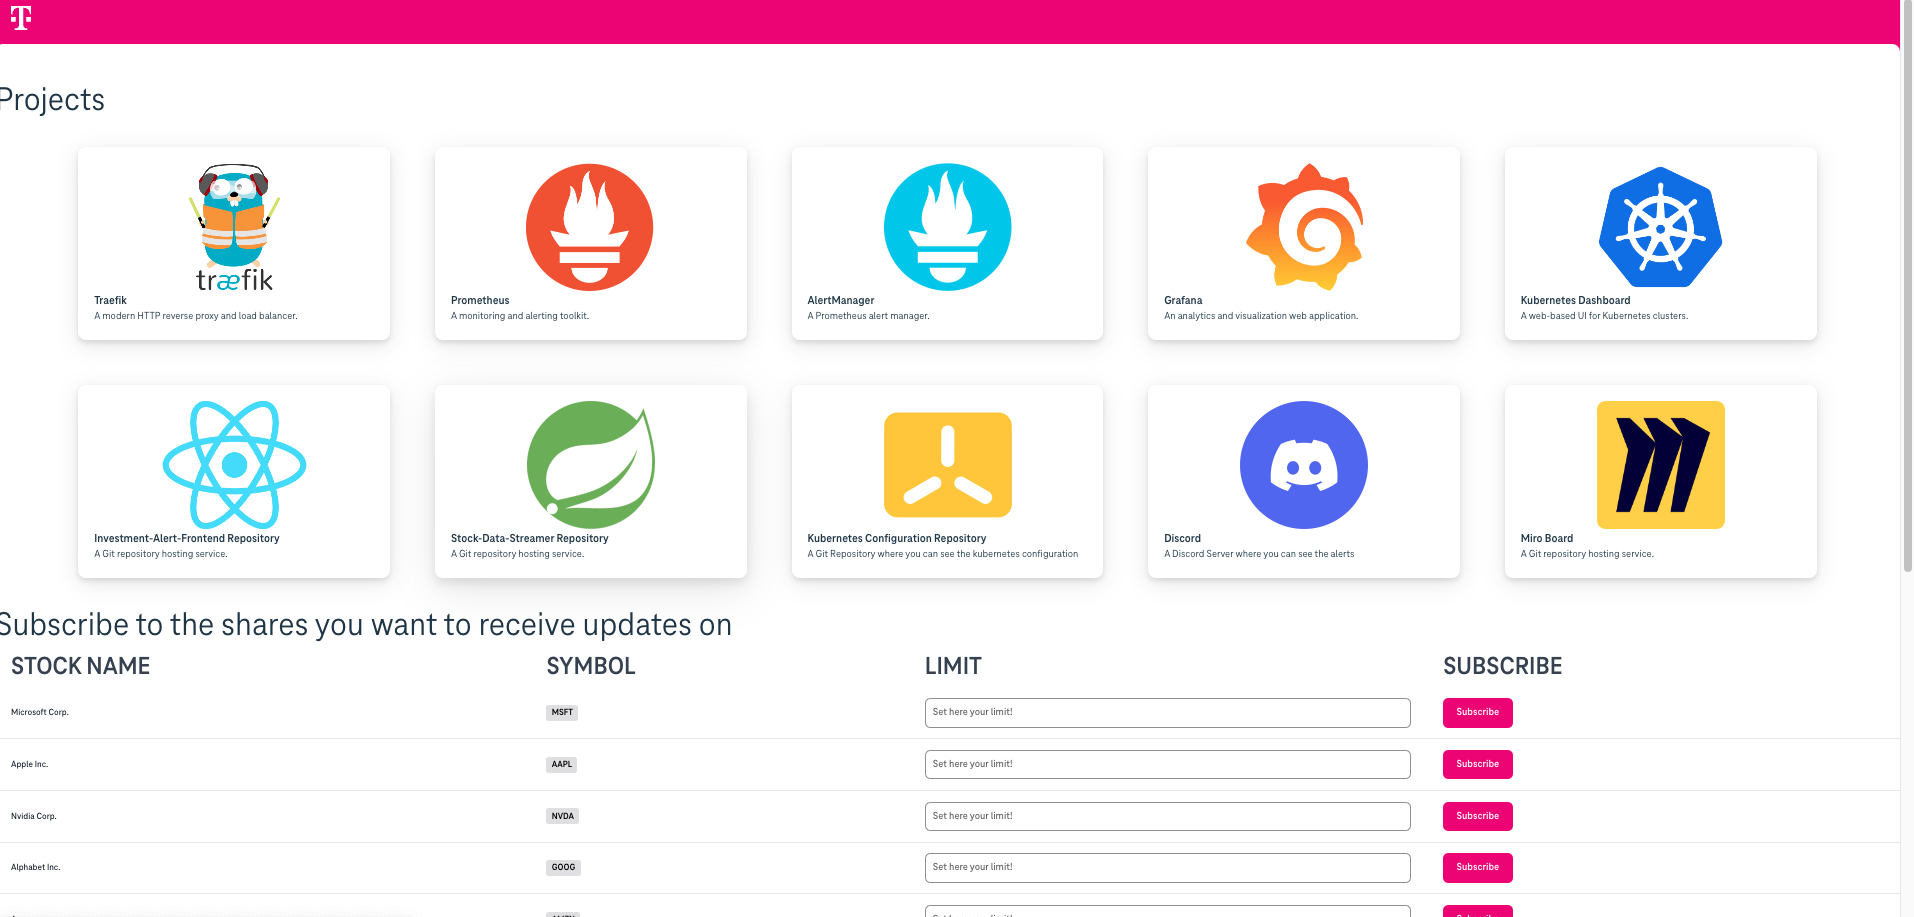 T
Projects
træfik
Traefik
A modern HTTP reverse proxy and load balancer.
Prometheus
A monitoring and alerting toolkit.
AlertManager
A Prometheus alert manager.
Grafana
An analytics and visualization web application.
Kubernetes Dashboard
A web-based UI for Kubernetes clusters.
Investment-Alert-Frontend Repository
A Git repository hosting service.
Stock-Data-Streamer Repository
A Git repository hosting service.
Kubernetes Configuration Repository
A Git Repository where you can see the kubernetes configuration
Discord
A Discord Server where you can see the alerts
Miro Board
A Git repository hosting service.
Subscribe to the shares you want to receive updates on
STOCK NAME SYMBOL LIMIT SUBSCRIBE
Microsoft Corp. MSFT Set here your limit! Subscribe
Apple Inc. AAPL Set here your limit! Subscribe
Nvidia Corp. NVDA Set here your limit! Subscribe
Alphabet Inc. GOOG Set here your limit! Subscribe